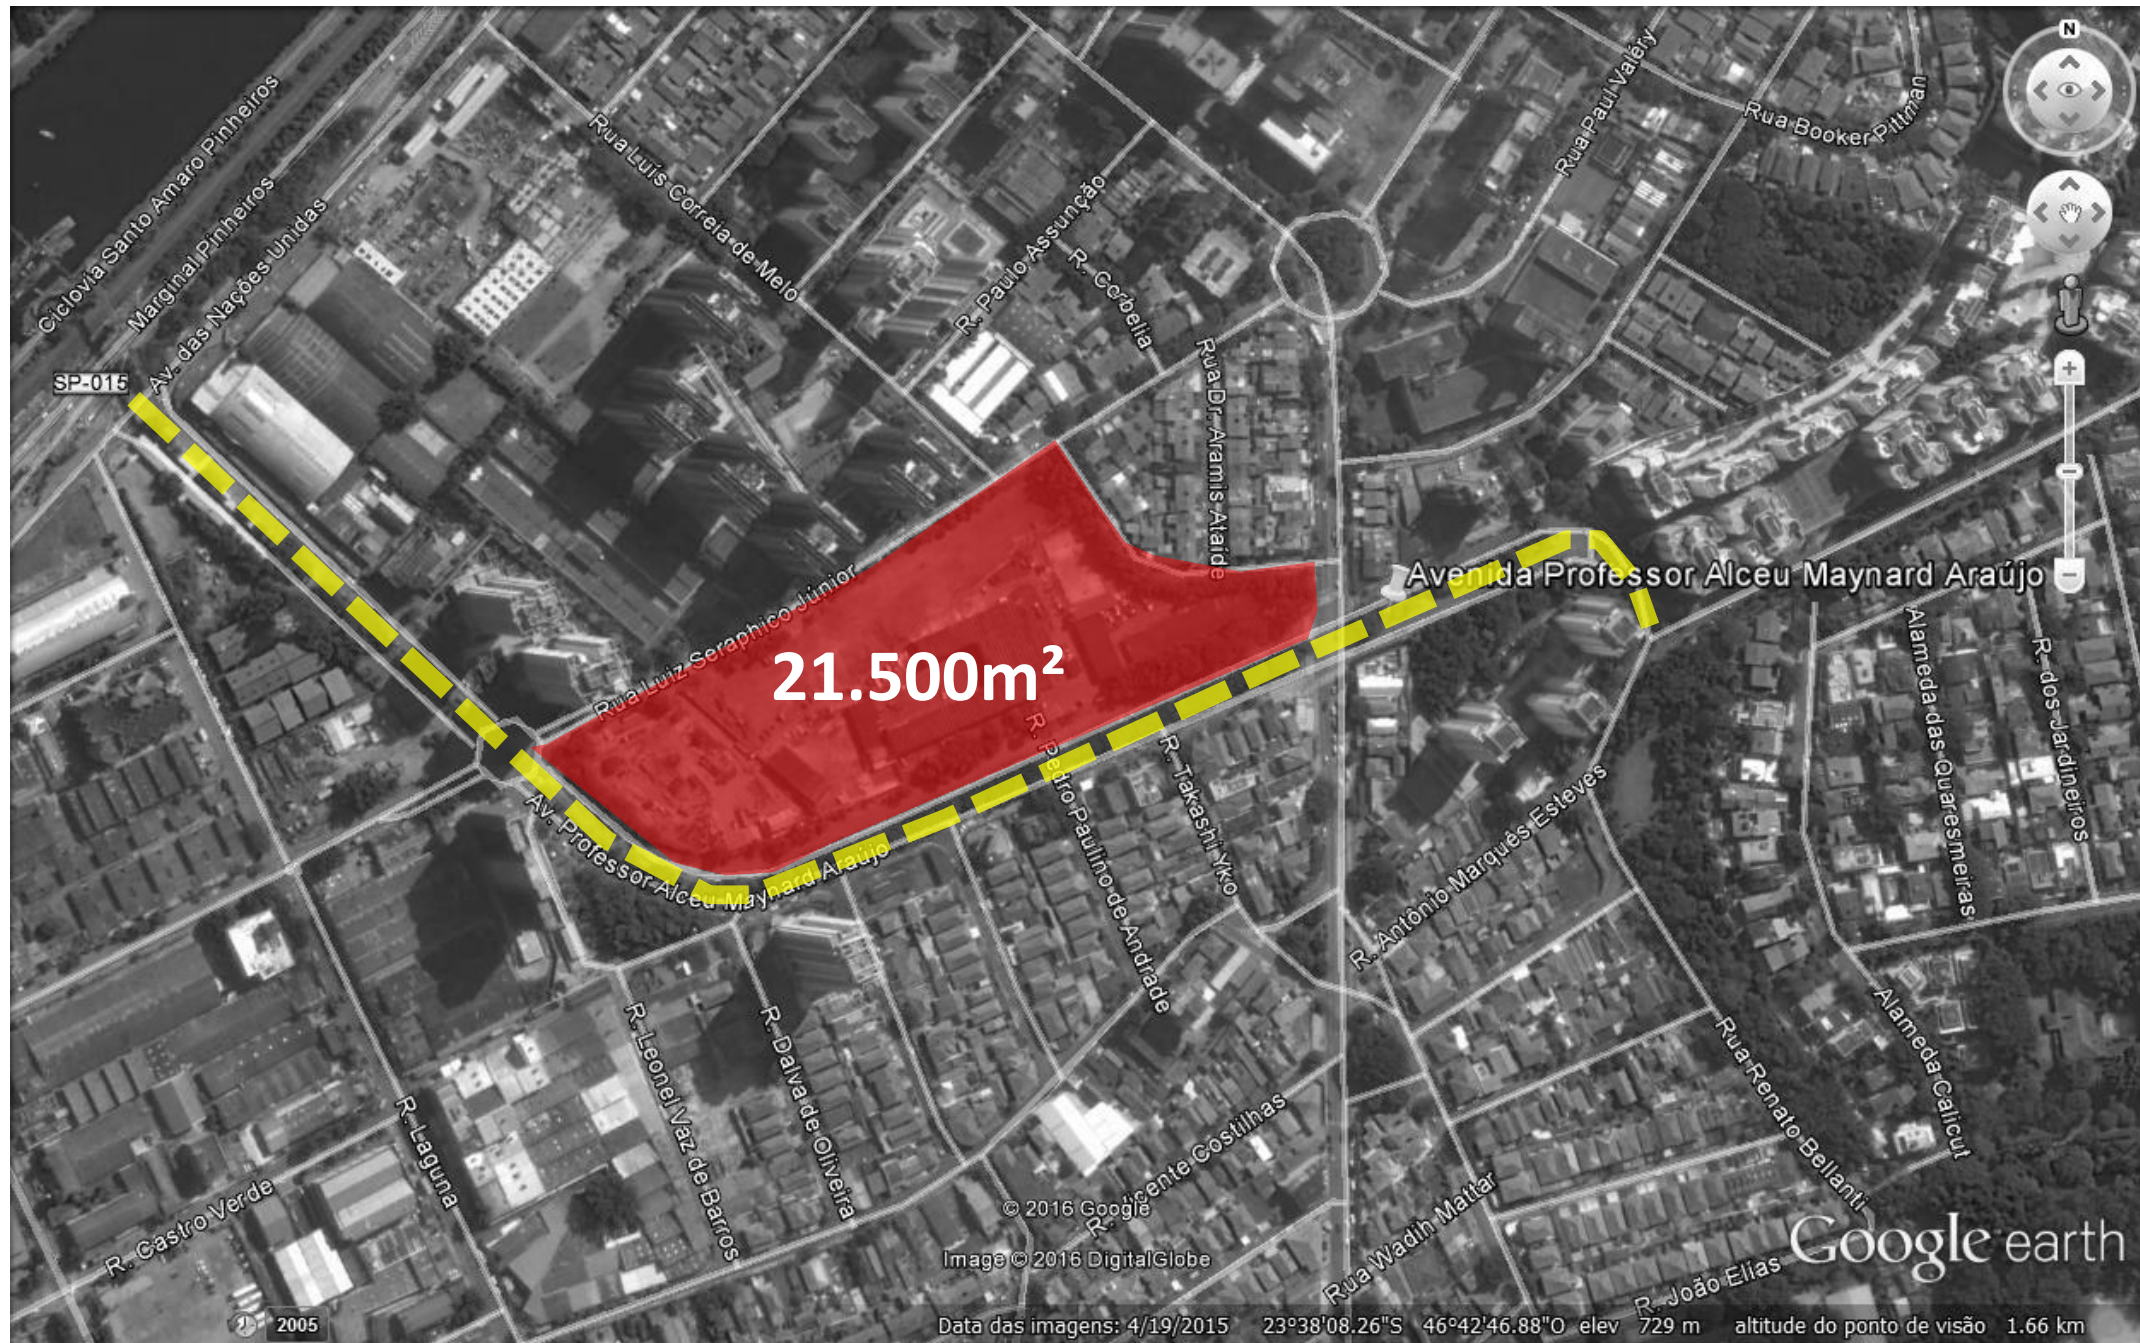 N
Ciclovia Santo Amaro Pinheiros
Marginal Pinheiros
Av. das Nações Unidas
SP-015
Rua Luís Correia de Melo
R. Paulo Assunção
R. Corbelia
Rua Dr. Aramis Ataide
Rua Paul Valéry
Rua Booker Pittman
Rua Luiz Seraphico Júnior
21.500m²
Avenida Professor Alceu Maynard Araújo
Av. Professor Alceu Maynard Araújo
R. Pedro Paulino de Andrade
R. Takashi Yko
R. Antônio Marquês Esteves
Alameda das Quaresmeiras
R. dos Jardineiros
Alameda Calicut
Rua Renato Bellanti
R. Leonel Vaz de Barros
R. Dalva de Oliveira
R. Laguna
R. Castro Verde
R. Vicente Costilhas
Rua Wadih Mattar
R. João Elias
© 2016 Google
Image © 2016 DigitalGlobe
Google earth
2005
Data das imagens: 4/19/2015 23°38'08.26"S 46°42'46.88"O elev 729 m altitude do ponto de visão 1.66 km